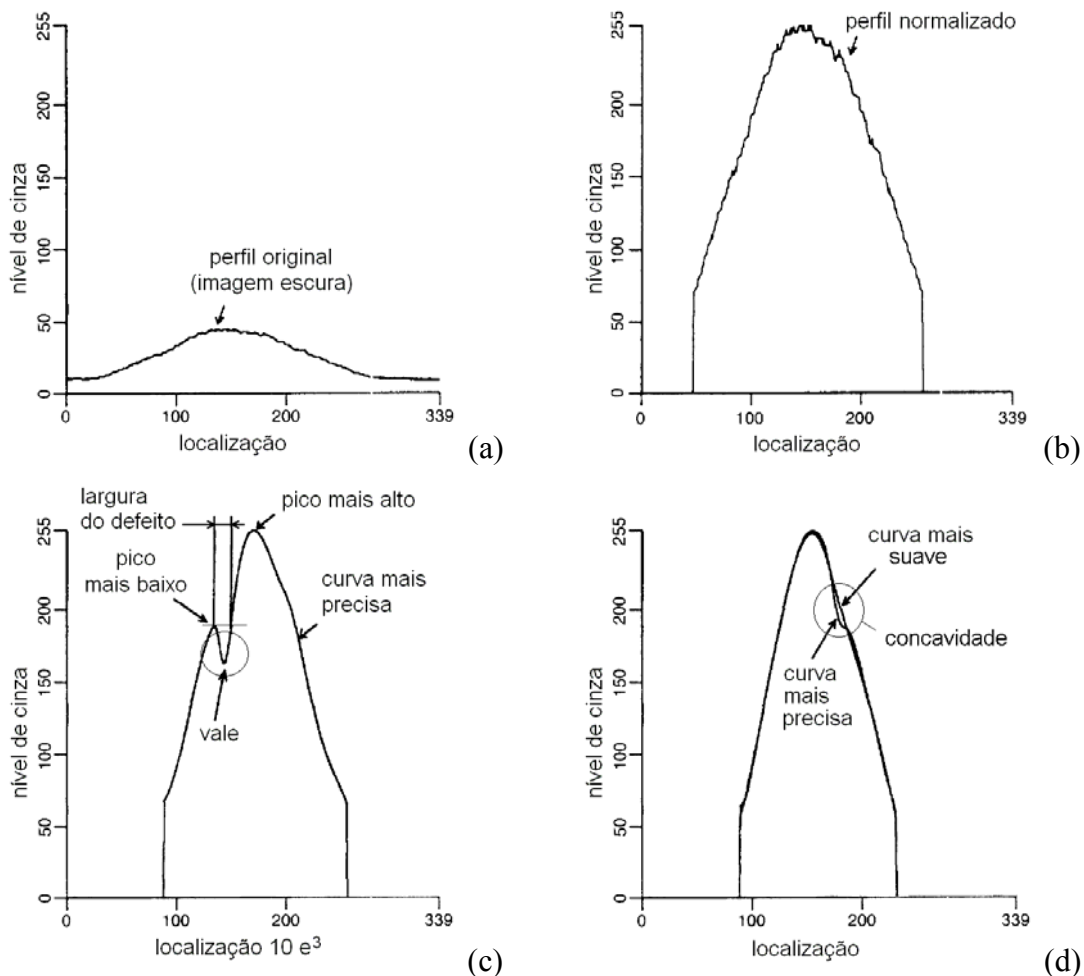 255
200
150
100
50
0
nível de cinza
perfil original
(imagem escura)
0
100
200
339
localização
(a)
255
200
150
100
50
0
nível de cinza
perfil normalizado
0
100
200
339
localização
(b)
largura
do defeito
pico mais alto
pico
mais baixo
curva mais
precisa
vale
255
200
150
100
50
0
nível de cinza
0
100
200
339
localização 10 e³
(c)
255
200
150
100
50
0
nível de cinza
curva mais
suave
concavidade
curva
mais
precisa
0
100
200
339
localização
(d)